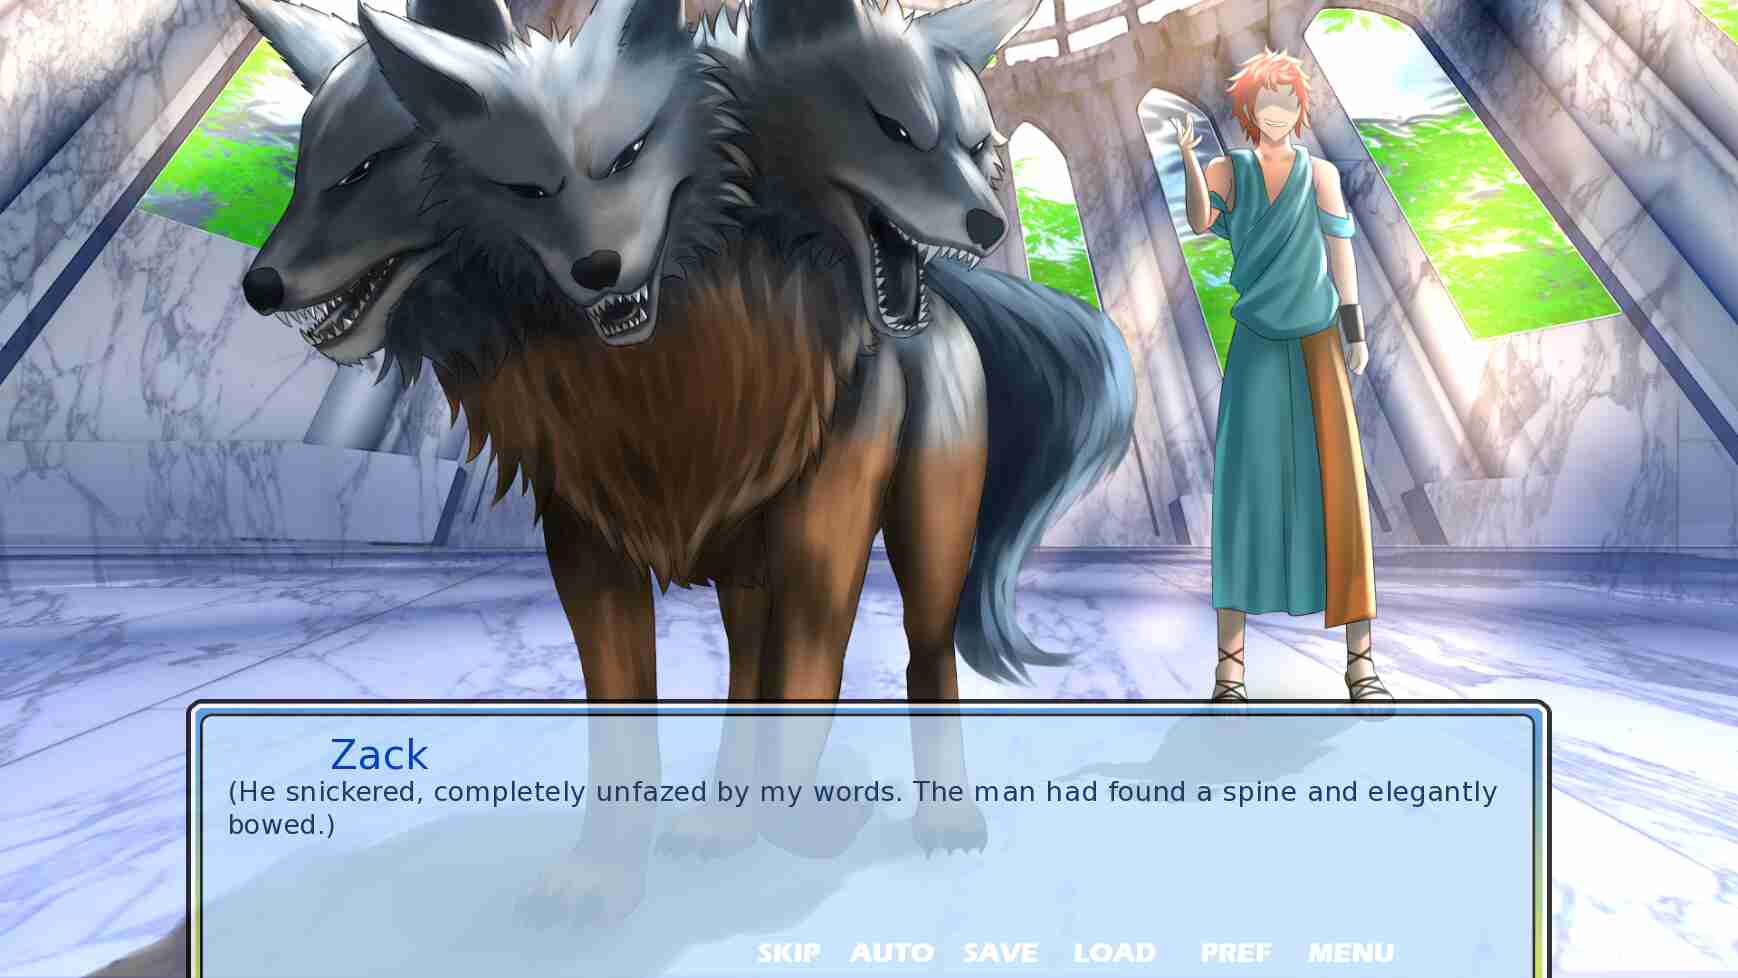 Zack
(He snickered, completely unfazed by my words. The man had found a spine and elegantly
bowed.)
SKIP AUTO SAVE LOAD PREF MENU